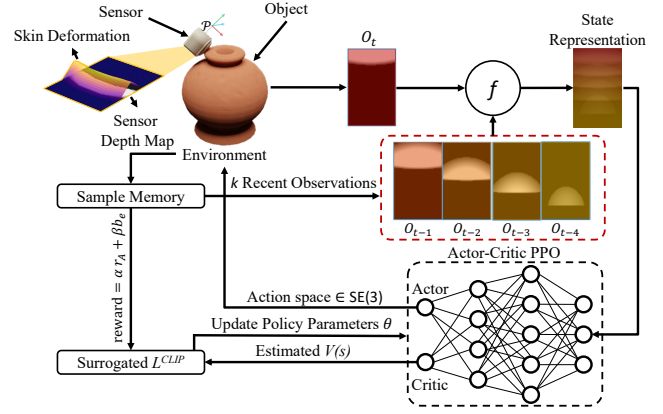 Sensor
𝒫
Object
Skin Deformation
Sensor
Depth Map
Environment
O_t
f
State
Representation
Sample Memory
k Recent Observations
O_{t−1}
O_{t−2}
O_{t−3}
O_{t−4}
Actor-Critic PPO
reward = α r_A + βb_e
Action space ∈ SE(3)
Actor
Update Policy Parameters θ
Surrogated L^{CLIP}
Estimated V(s)
Critic